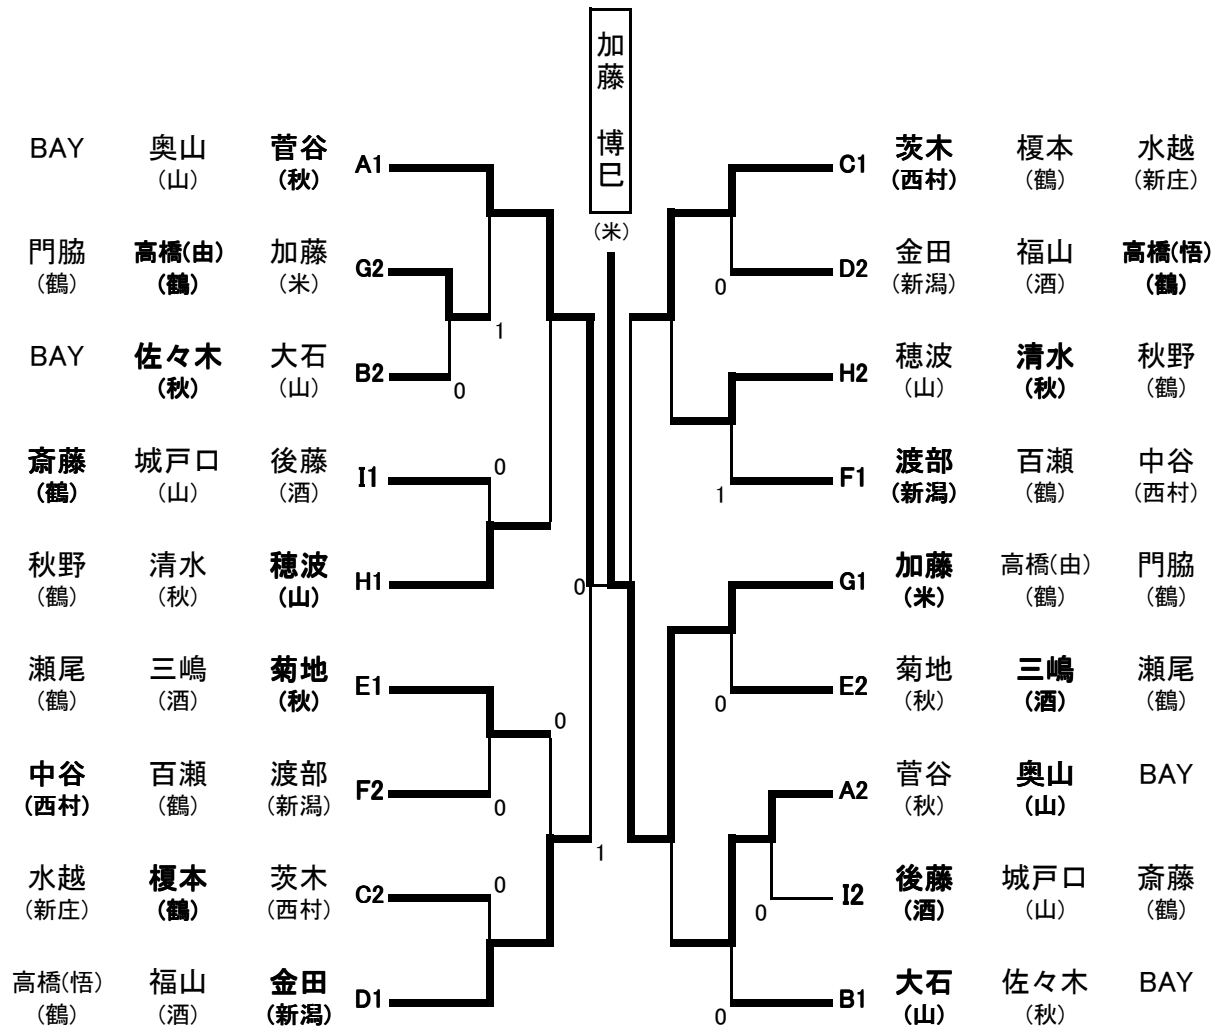 加藤 博巳
(米)
BAY 奥山 菅谷 A1
(山) (秋)
門脇 高橋(由) 加藤 G2
(鶴) (鶴) (米)
1
BAY 佐々木 大石 B2
(秋) (山)
0
斎藤 城戸口 後藤 I1
(鶴) (山) (酒)
0
秋野 清水 穂波 H1
(鶴) (秋) (山)
0
瀬尾 三嶋 菊地 E1
(鶴) (酒) (秋)
0
中谷 百瀬 渡部 F2
(西村) (鶴) (新潟)
0
1
水越 榎本 茨木 C2
(新庄) (鶴) (西村)
0
高橋(悟) 福山 金田 D1
(鶴) (酒) (新潟)
C1 茨木 榎本 水越
(西村) (鶴) (新庄)
D2 金田 福山 高橋(悟)
(新潟) (酒) (鶴)
0
H2 穂波 清水 秋野
(山) (秋) (鶴)
F1 渡部 百瀬 中谷
(新潟) (鶴) (西村)
1
G1 加藤 高橋(由) 門脇
(米) (鶴) (鶴)
E2 菊地 三嶋 瀬尾
(秋) (酒) (鶴)
0
A2 菅谷 奥山 BAY
(秋) (山)
I2 後藤 城戸口 斎藤
(酒) (山) (鶴)
0
B1 大石 佐々木 BAY
(山) (秋)
0